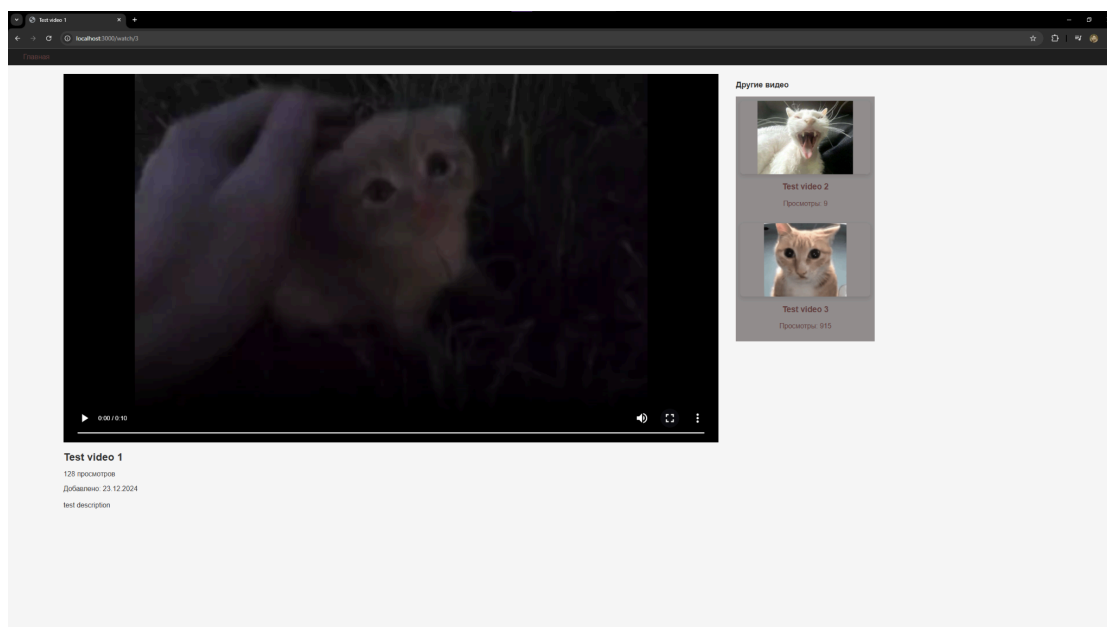 Test video 1
localhost:3000/watch/3
Главная
Другие видео
Test video 2
Просмотры: 9
Test video 3
Просмотры: 815
0:00 / 0:10
Test video 1
128 просмотров
Добавлено: 23.12.2024
test description